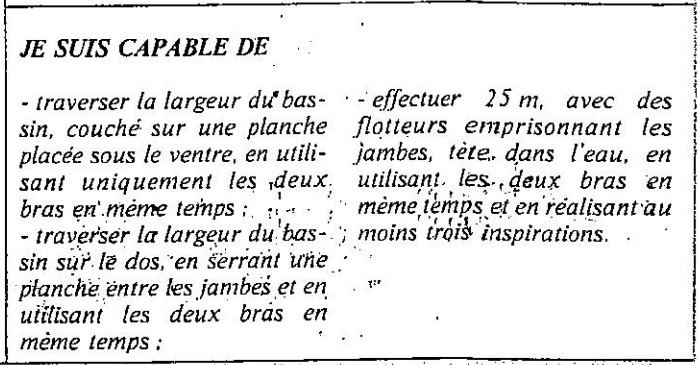 JE SUIS CAPABLE DE
- traverser la largeur du bas-
sin, couché sur une planche
placée sous le ventre, en utili-
sant uniquement les deux
bras en même temps ;
- traverser la largeur du bas-
sin sur le dos, en serrant une
planche entre les jambes et en
utilisant les deux bras en
même temps ;
- effectuer 25 m, avec des
flotteurs emprisonnant les
jambes, tête dans l'eau, en
utilisant les deux bras en
même temps et en réalisant au
moins trois inspirations.